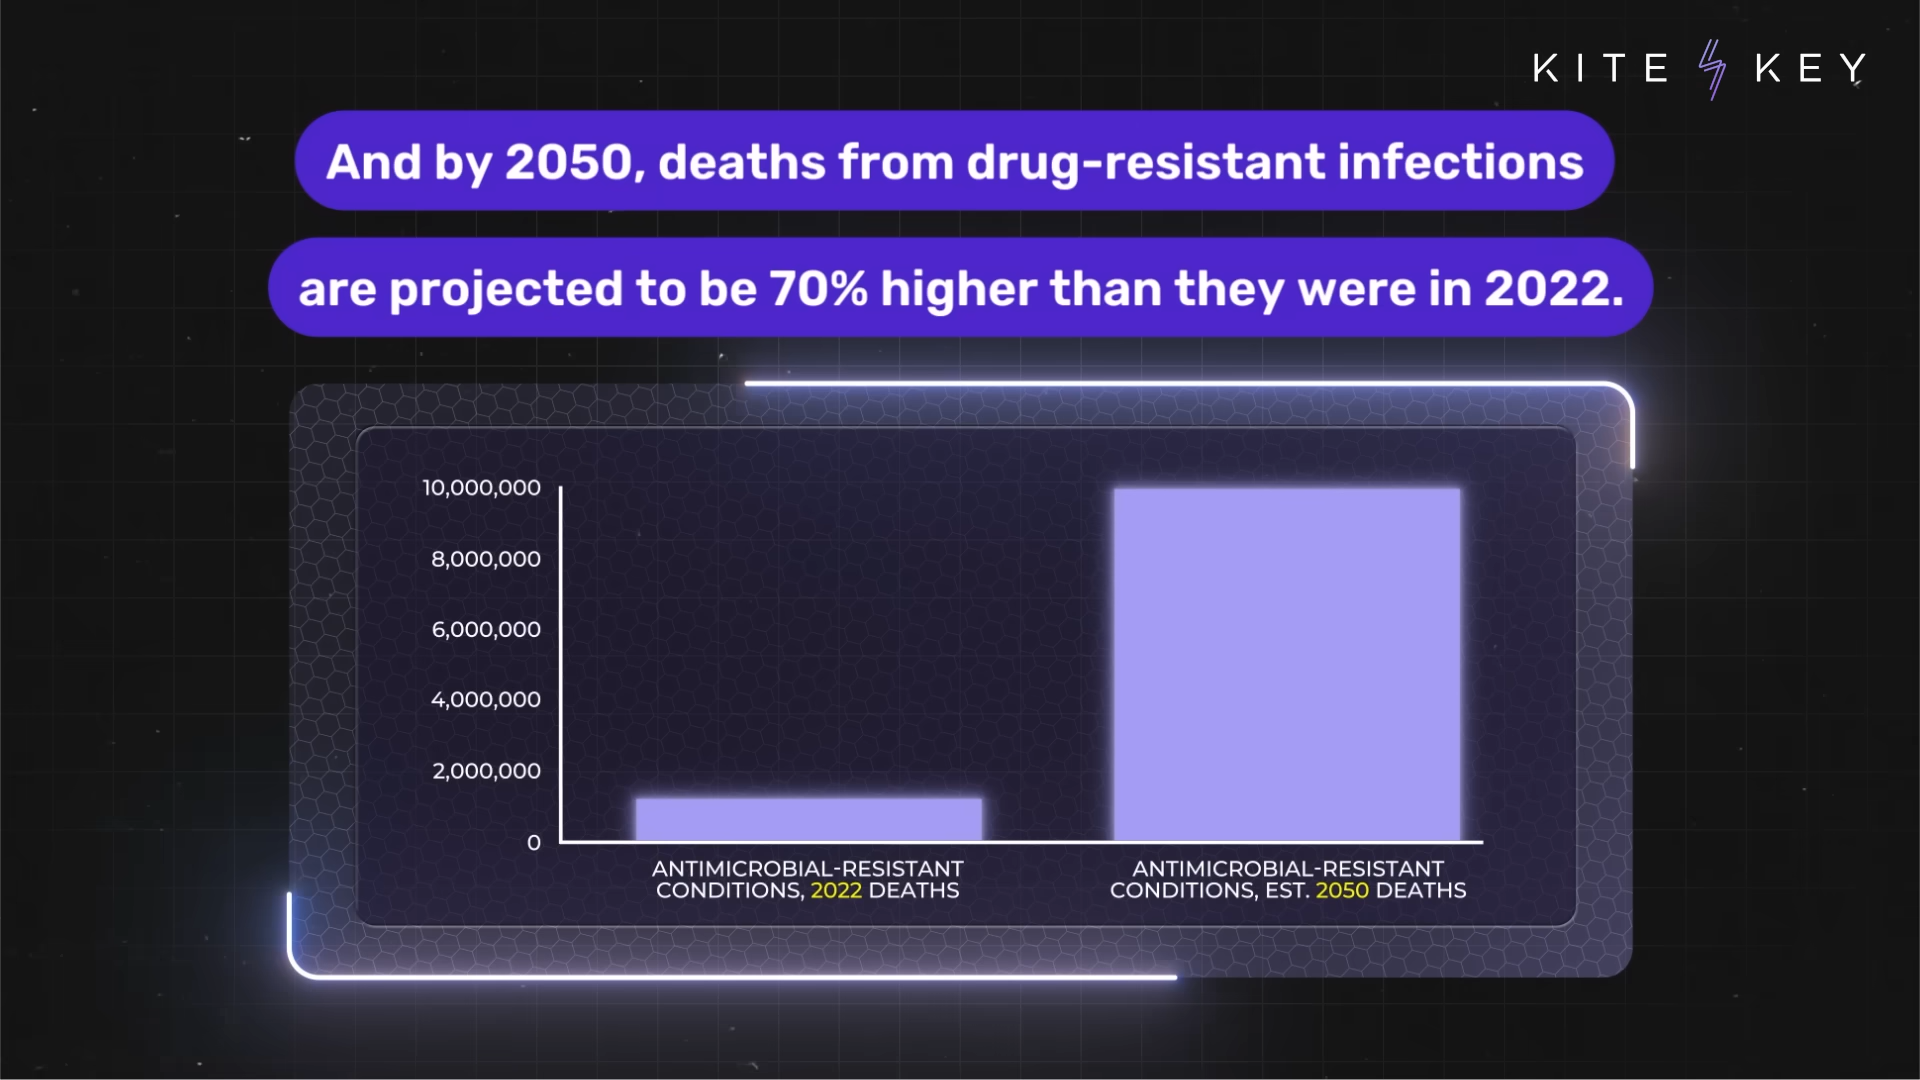 KITE KEY
And by 2050, deaths from drug-resistant infections
are projected to be 70% higher than they were in 2022.
10,000,000
8,000,000
6,000,000
4,000,000
2,000,000
0
ANTIMICROBIAL-RESISTANT
CONDITIONS, 2022 DEATHS
ANTIMICROBIAL-RESISTANT
CONDITIONS, EST. 2050 DEATHS